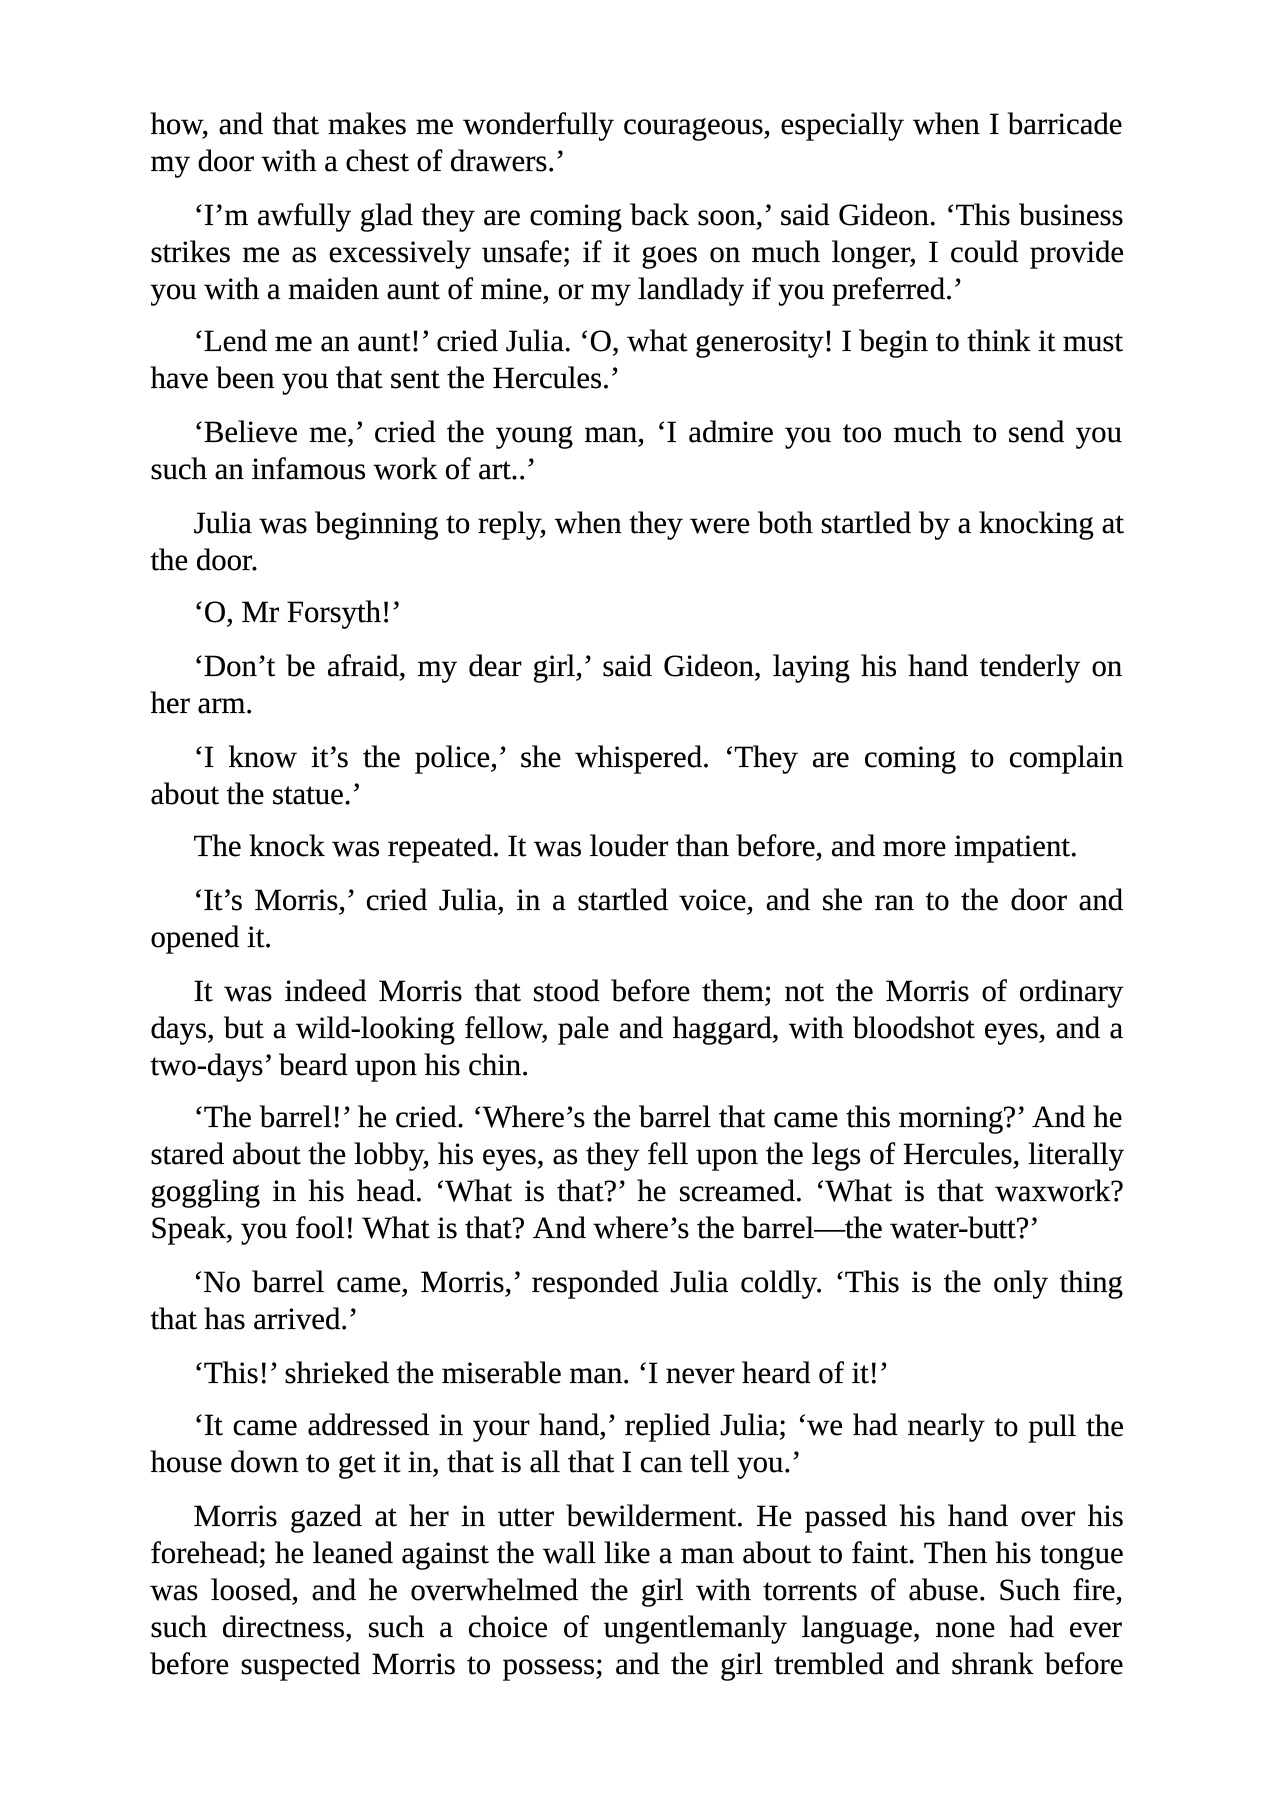 how, and that makes me wonderfully courageous, especially when I barricade
my door with a chest of drawers.’
‘I’m awfully glad they are coming back soon,’ said Gideon. ‘This business
strikes me as excessively unsafe; if it goes on much longer, I could provide
you with a maiden aunt of mine, or my landlady if you preferred.’
‘Lend me an aunt!’ cried Julia. ‘O, what generosity! I begin to think it must
have been you that sent the Hercules.’
‘Believe me,’ cried the young man, ‘I admire you too much to send you
such an infamous work of art..’
Julia was beginning to reply, when they were both startled by a knocking at
the door.
‘O, Mr Forsyth!’
‘Don’t be afraid, my dear girl,’ said Gideon, laying his hand tenderly on
her arm.
‘I know it’s the police,’ she whispered. ‘They are coming to complain
about the statue.’
The knock was repeated. It was louder than before, and more impatient.
‘It’s Morris,’ cried Julia, in a startled voice, and she ran to the door and
opened it.
It was indeed Morris that stood before them; not the Morris of ordinary
days, but a wild-looking fellow, pale and haggard, with bloodshot eyes, and a
two-days’ beard upon his chin.
‘The barrel!’ he cried. ‘Where’s the barrel that came this morning?’ And he
stared about the lobby, his eyes, as they fell upon the legs of Hercules, literally
goggling in his head. ‘What is that?’ he screamed. ‘What is that waxwork?
Speak, you fool! What is that? And where’s the barrel—the water-butt?’
‘No barrel came, Morris,’ responded Julia coldly. ‘This is the only thing
that has arrived.’
‘This!’ shrieked the miserable man. ‘I never heard of it!’
‘It came addressed in your hand,’ replied Julia; ‘we had nearly to pull the
house down to get it in, that is all that I can tell you.’
Morris gazed at her in utter bewilderment. He passed his hand over his
forehead; he leaned against the wall like a man about to faint. Then his tongue
was loosed, and he overwhelmed the girl with torrents of abuse. Such fire,
such directness, such a choice of ungentlemanly language, none had ever
before suspected Morris to possess; and the girl trembled and shrank before